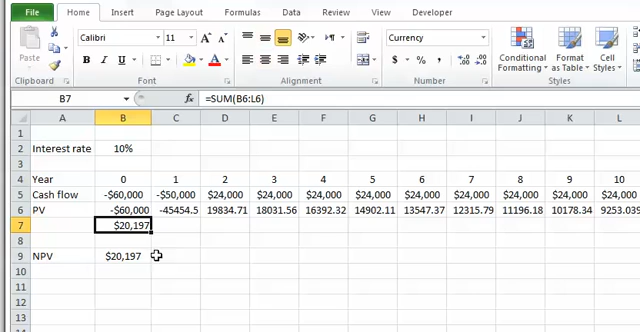 File Home Insert Page Layout Formulas Data Review View Developer
Calibri 11 A A Currency
Paste B I U A $ % , .0 .00 .00 .0 Conditional Formatting Format as Table Cell Styles
Clipboard Font Alignment Number Styles
B7 fx =SUM(B6:L6)
A B C D E F G H I J K L
1
2 Interest rate 10%
3
4 Year 0 1 2 3 4 5 6 7 8 9 10
5 Cash flow -$60,000 -$50,000 $24,000 $24,000 $24,000 $24,000 $24,000 $24,000 $24,000 $24,000 $24,000
6 PV -$60,000 -45454.5 19834.71 18031.56 16392.32 14902.11 13547.37 12315.79 11196.18 10178.34 9253.039
7 $20,197
8
9 NPV $20,197
10
11
12
13